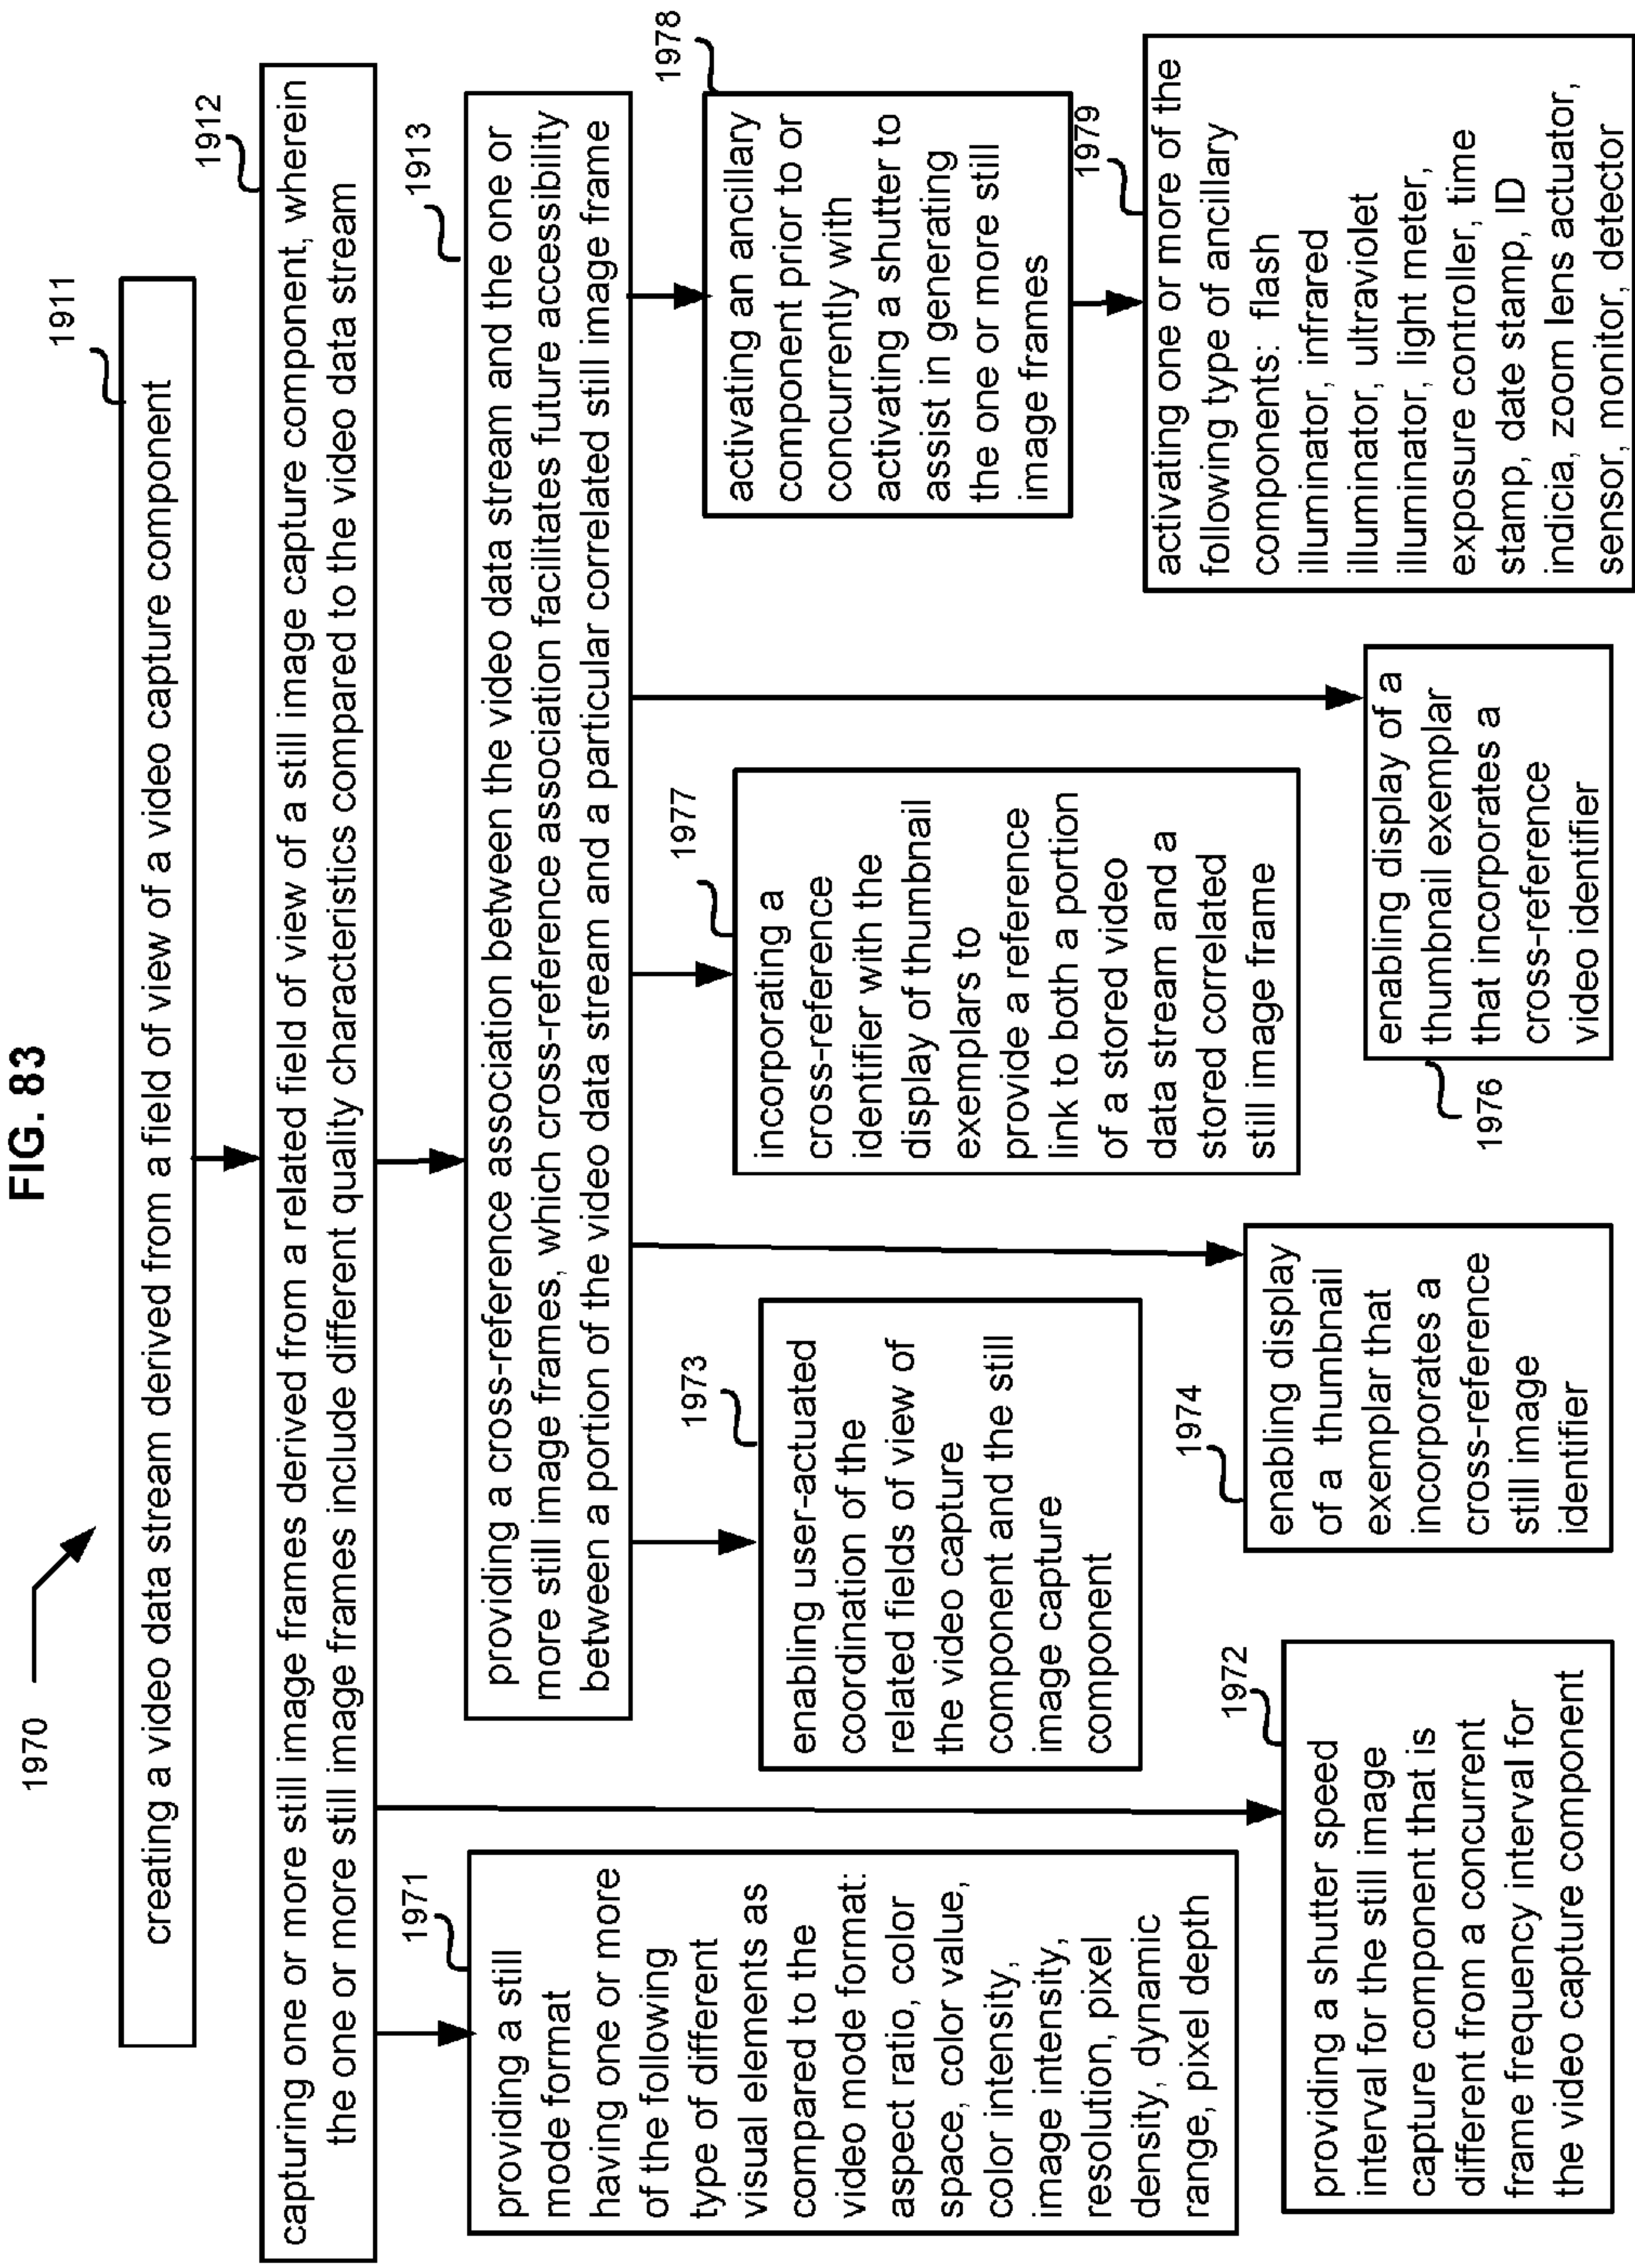 FIG. 83
1970
1911
creating a video data stream derived from a field of view of a video capture component
1912
capturing one or more still image frames derived from a related field of view of a still image capture component, wherein
the one or more still image frames include different quality characteristics compared to the video data stream
1913
providing a cross-reference association between the video data stream and the one or
more still image frames, which cross-reference association facilitates future accessibility
between a portion of the video data stream and a particular correlated still image frame
1971
providing a still
mode format
having one or more
of the following
type of different
visual elements as
compared to the
video mode format:
aspect ratio, color
space, color value,
color intensity,
image intensity,
resolution, pixel
density, dynamic
range, pixel depth
1972
providing a shutter speed
interval for the still image
capture component that is
different from a concurrent
frame frequency interval for
the video capture component
1973
enabling user-actuated
coordination of the
related fields of view of
the video capture
component and the still
image capture
component
1974
enabling display
of a thumbnail
exemplar that
incorporates a
cross-reference
still image
identifier
1977
incorporating a
cross-reference
identifier with the
display of thumbnail
exemplars to
provide a reference
link to both a portion
of a stored video
data stream and a
stored correlated
still image frame
1976
enabling display of a
thumbnail exemplar
that incorporates a
cross-reference
video identifier
1978
activating an ancillary
component prior to or
concurrently with
activating a shutter to
assist in generating
the one or more still
image frames
1979
activating one or more of the
following type of ancillary
components: flash
illuminator, infrared
illuminator, ultraviolet
illuminator, light meter,
exposure controller, time
stamp, date stamp, ID
indicia, zoom lens actuator,
sensor, monitor, detector